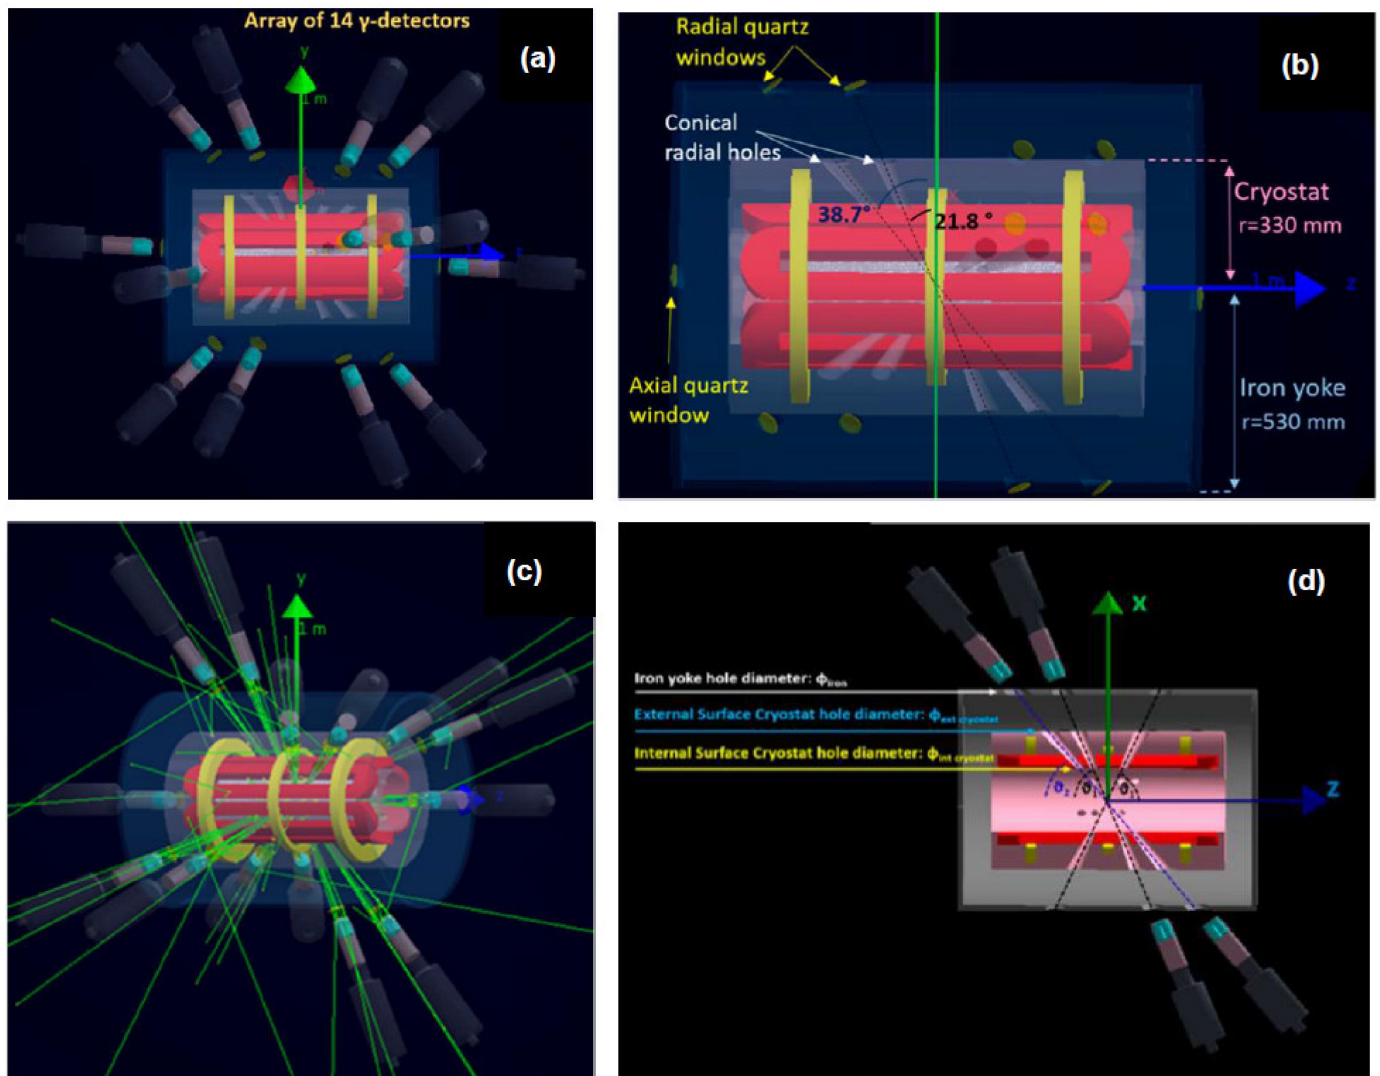 Array of 14 γ-detectors
(a)
y
1 m
Radial quartz
windows
(b)
Conical
radial holes
38.7°
21.8 °
x
Cryostat
r=330 mm
1 m
z
Axial quartz
window
Iron yoke
r=530 mm
(c)
y
1 m
z
(d)
X
Iron yoke hole diameter: ϕiron
External Surface Cryostat hole diameter: ϕext cryostat
Internal Surface Cryostat hole diameter: ϕint cryostat
Z